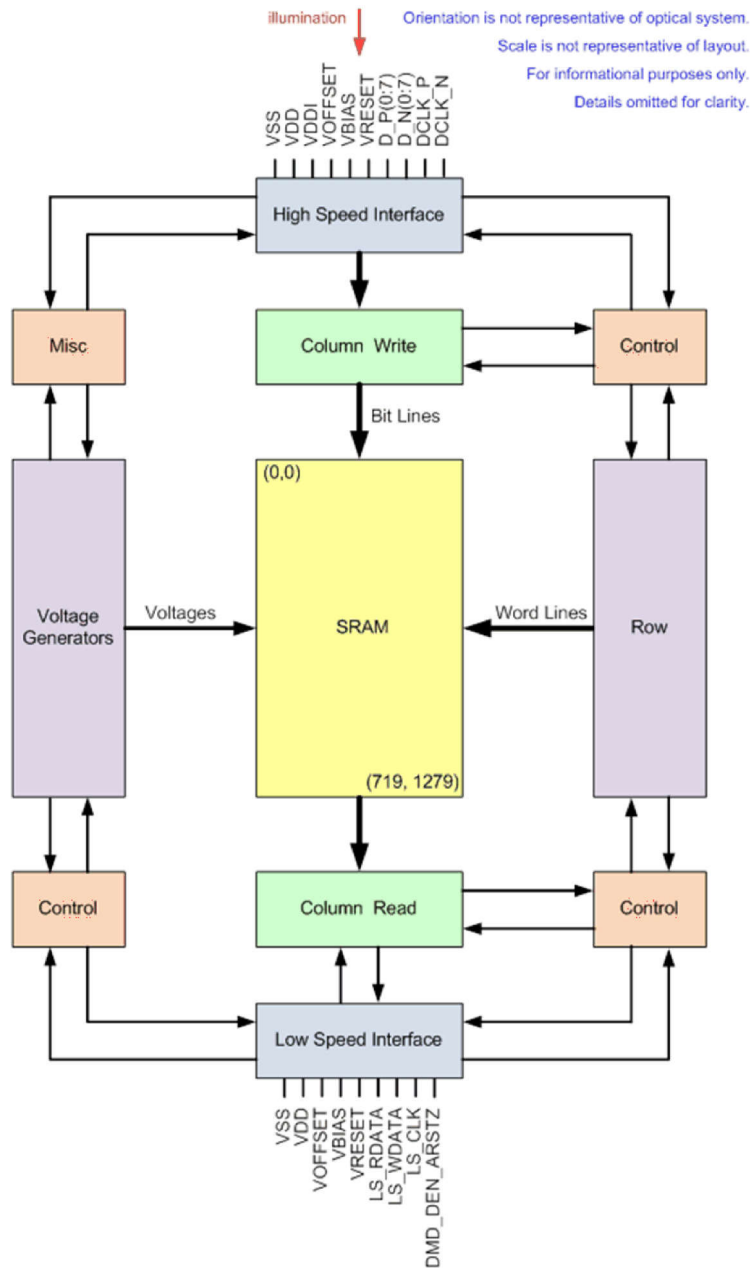 illumination
Orientation is not representative of optical system.
Scale is not representative of layout.
For informational purposes only.
Details omitted for clarity.
VSS
VDD
VDDI
VOFFSET
VBIAS
VRESET
D_P(0:7)
D_N(0:7)
DCLK_P
DCLK_N
High Speed Interface
Misc
Column Write
Control
Bit Lines
(0,0)
Voltage
Generators
Voltages
SRAM
Word Lines
Row
(719, 1279)
Control
Column Read
Control
Low Speed Interface
VSS
VDD
VOFFSET
VBIAS
VRESET
LS_RDATA
LS_WDATA
LS_CLK
DMD_DEN_ARSTZ